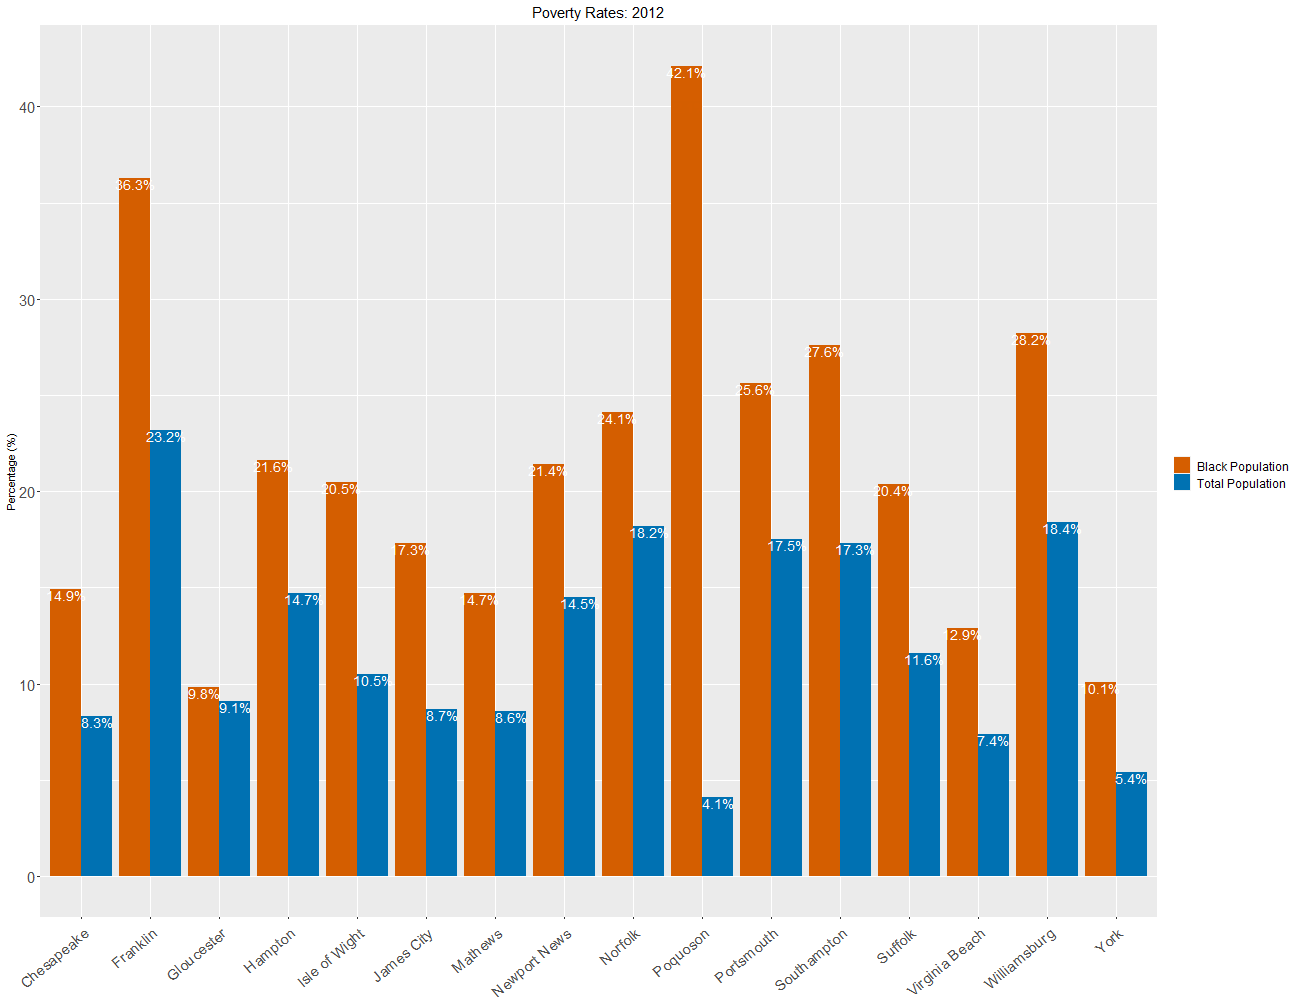 Poverty Rates: 2012
Percentage (%)
40
30
20
10
0
14.9%
8.3%
36.3%
23.2%
9.8%
9.1%
21.6%
14.7%
20.5%
10.5%
17.3%
8.7%
14.7%
8.6%
21.4%
14.5%
24.1%
18.2%
42.1%
4.1%
25.6%
17.5%
27.6%
17.3%
20.4%
11.6%
12.9%
7.4%
28.2%
18.4%
10.1%
5.4%
Chesapeake
Franklin
Gloucester
Hampton
Isle of Wight
James City
Mathews
Newport News
Norfolk
Poquoson
Portsmouth
Southampton
Suffolk
Virginia Beach
Williamsburg
York
Black Population
Total Population